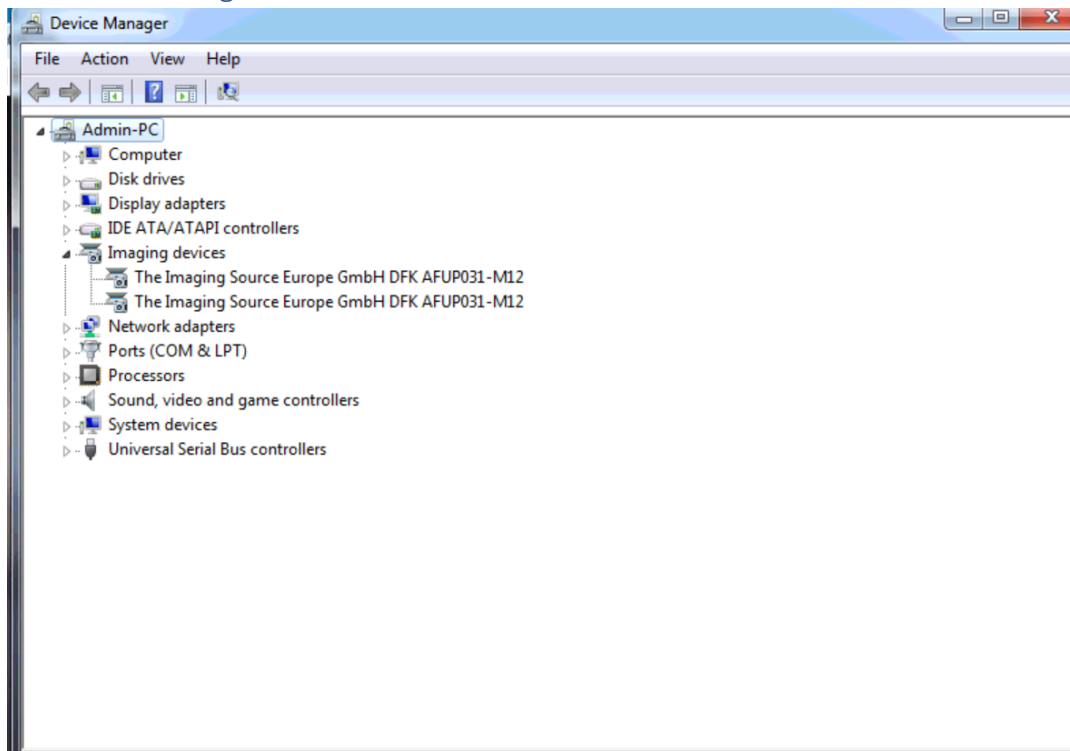 Device Manager
File Action View Help
Admin-PC
Computer
Disk drives
Display adapters
IDE ATA/ATAPI controllers
Imaging devices
The Imaging Source Europe GmbH DFK AFUP031-M12
The Imaging Source Europe GmbH DFK AFUP031-M12
Network adapters
Ports (COM & LPT)
Processors
Sound, video and game controllers
System devices
Universal Serial Bus controllers